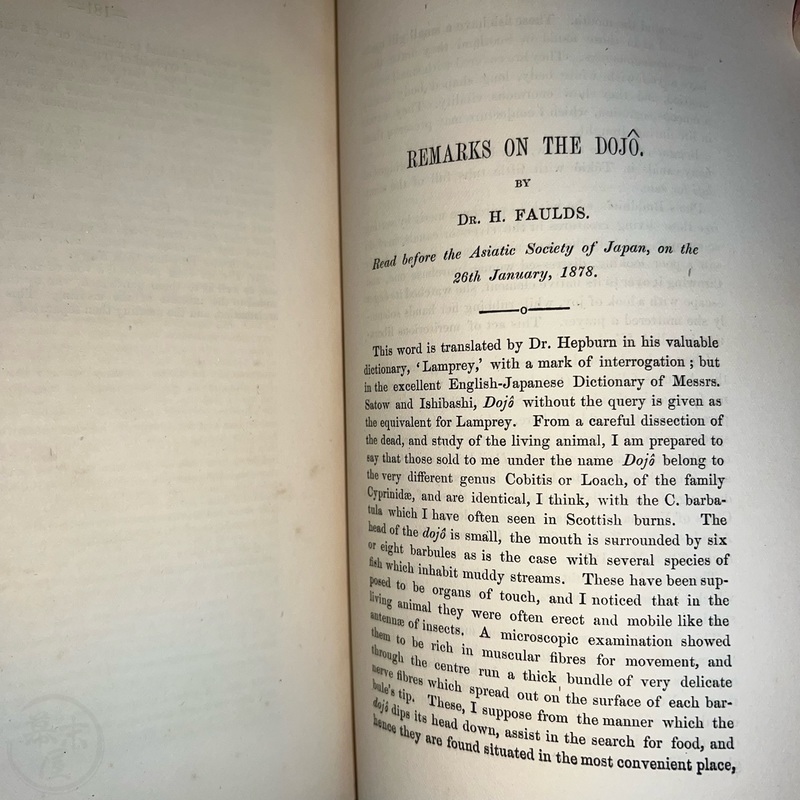 REMARKS ON THE DOJÔ.
BY
DR. H. FAULDS.
Read before the Asiatic Society of Japan, on the
26th January, 1878.
This word is translated by Dr. Hepburn in his valuable
dictionary, ‘Lamprey,’ with a mark of interrogation ; but
in the excellent English-Japanese Dictionary of Messrs.
Satow and Ishibashi, Dojô without the query is given as
the equivalent for Lamprey. From a careful dissection of
the dead, and study of the living animal, I am prepared to
say that those sold to me under the name Dojô belong to
the very different genus Cobitis or Loach, of the family
Cyprinidæ, and are identical, I think, with the C. barba-
tula which I have often seen in Scottish burns. The
head of the dojô is small, the mouth is surrounded by six
or eight barbules as is the case with several species of
fish which inhabit muddy streams. These have been sup-
posed to be organs of touch, and I noticed that in the
living animal they were often erect and mobile like the
antennæ of insects. A microscopic examination showed
them to be rich in muscular fibres for movement, and
through the centre run a thick bundle of very delicate
nerve fibres which spread out on the surface of each bar-
bule's tip. These, I suppose from the manner which the
dojô dips its head down, assist in the search for food, and
hence they are found situated in the most convenient place,